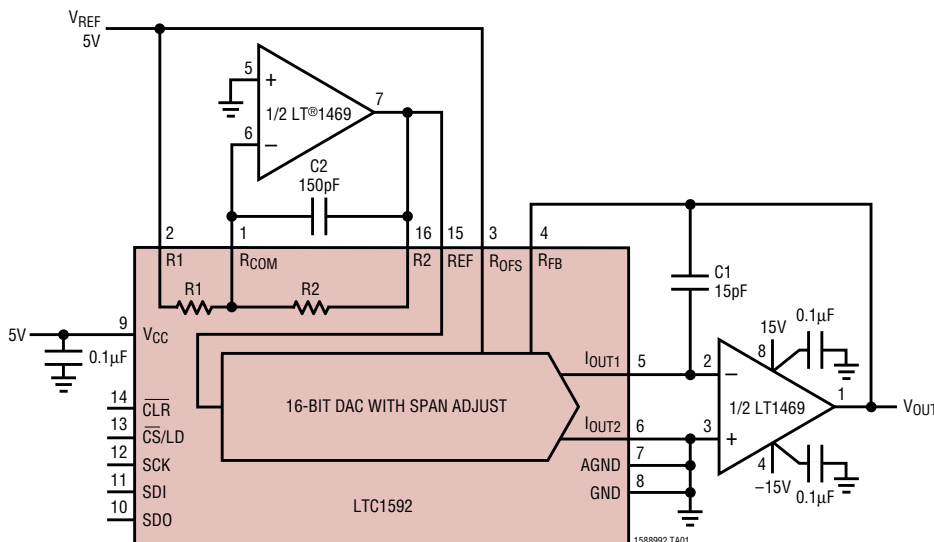 VREF
5V
5
+
7
1/2 LT®1469
6
–
C2
150pF
2
1
16
15
3
4
R1
RCOM
R2
REF
ROFS
RFB
R1
R2
C1
15pF
5V
9
VCC
0.1µF
IOUT1
5
2
–
15V
8
0.1µF
14
CLR
16-BIT DAC WITH SPAN ADJUST
1/2 LT1469
1
VOUT
13
CS/LD
IOUT2
6
3
+
12
SCK
AGND
7
4
–15V
0.1µF
11
SDI
GND
8
10
SDO
LTC1592
1588992 TA01